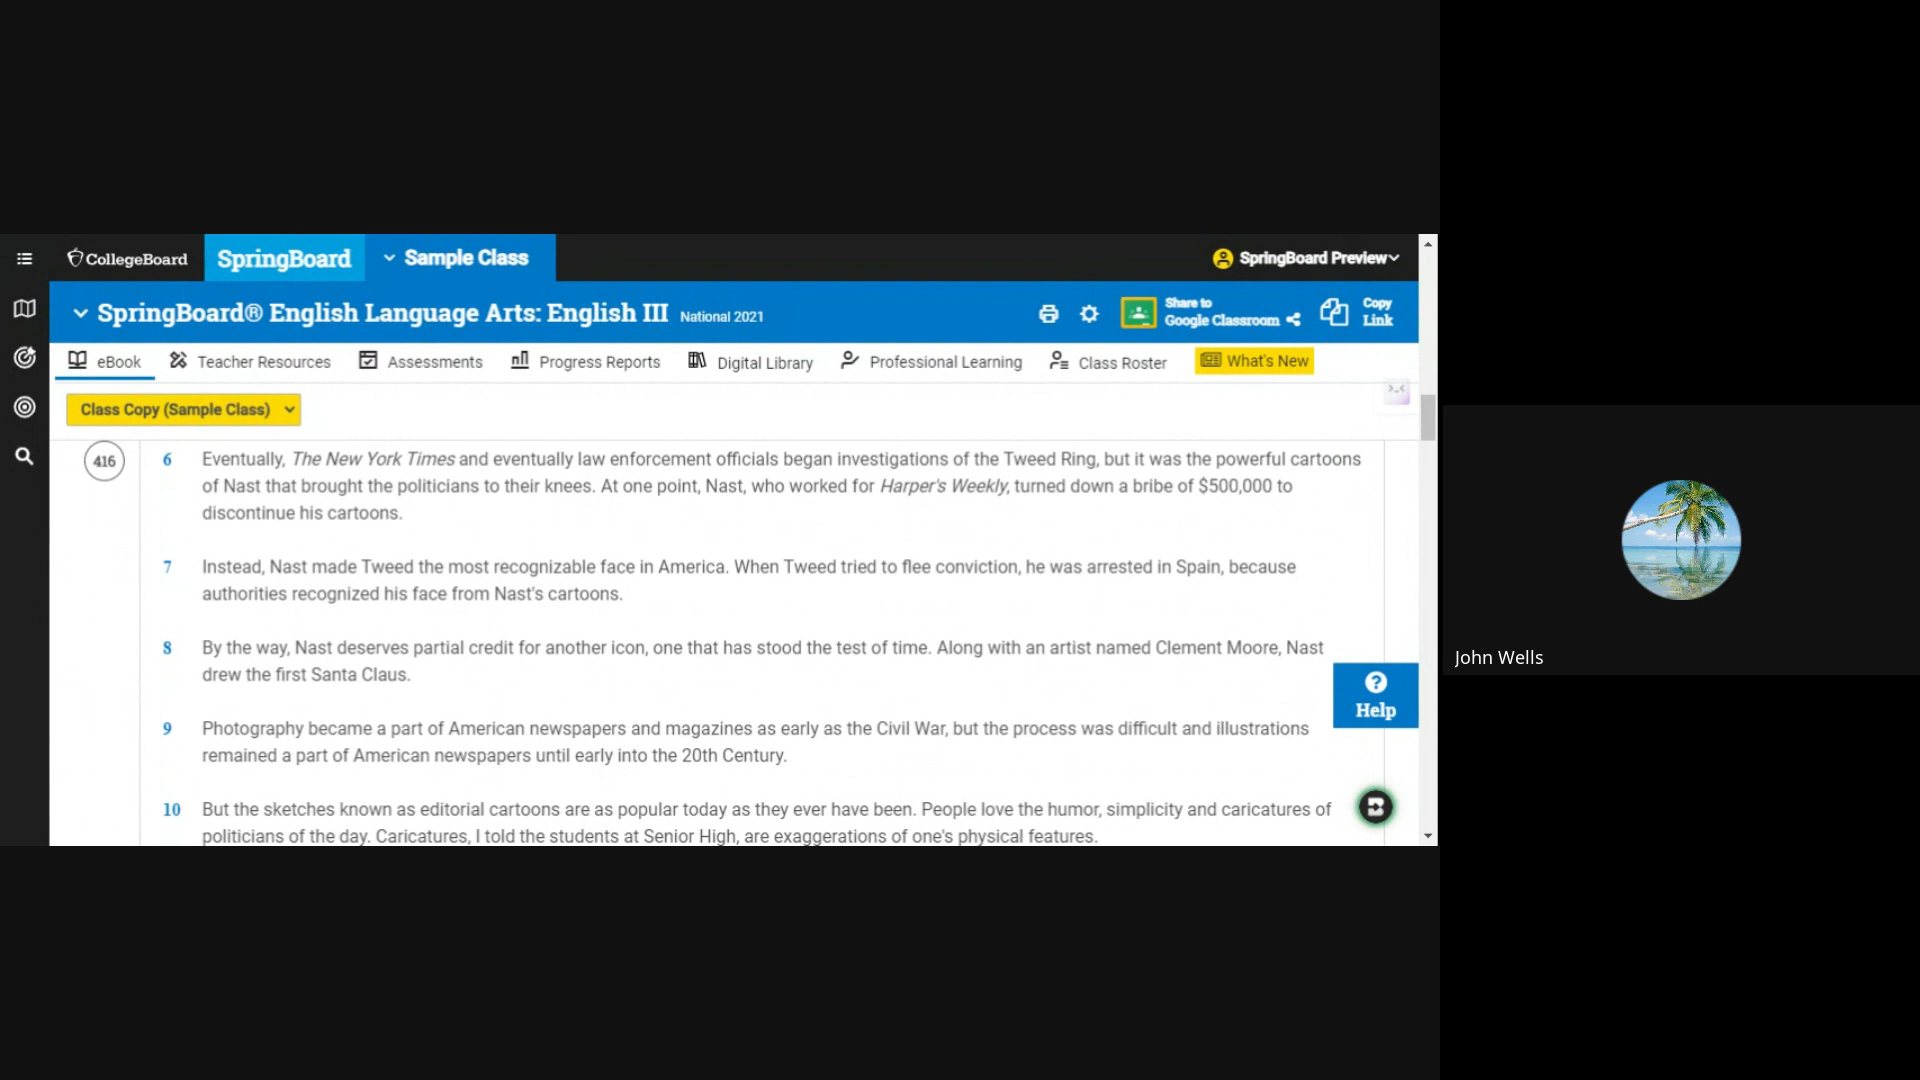 CollegeBoard SpringBoard Sample Class SpringBoard Preview
SpringBoard® English Language Arts: English III National 2021
Share to
Google Classroom
Copy
Link
eBook Teacher Resources Assessments Progress Reports Digital Library Professional Learning Class Roster What's New
Class Copy (Sample Class)
416
6 Eventually, The New York Times and eventually law enforcement officials began investigations of the Tweed Ring, but it was the powerful cartoons
of Nast that brought the politicians to their knees. At one point, Nast, who worked for Harper's Weekly, turned down a bribe of $500,000 to
discontinue his cartoons.
7 Instead, Nast made Tweed the most recognizable face in America. When Tweed tried to flee conviction, he was arrested in Spain, because
authorities recognized his face from Nast's cartoons.
8 By the way, Nast deserves partial credit for another icon, one that has stood the test of time. Along with an artist named Clement Moore, Nast
drew the first Santa Claus.
Help
9 Photography became a part of American newspapers and magazines as early as the Civil War, but the process was difficult and illustrations
remained a part of American newspapers until early into the 20th Century.
10 But the sketches known as editorial cartoons are as popular today as they ever have been. People love the humor, simplicity and caricatures of
politicians of the day. Caricatures, I told the students at Senior High, are exaggerations of one's physical features.
John Wells